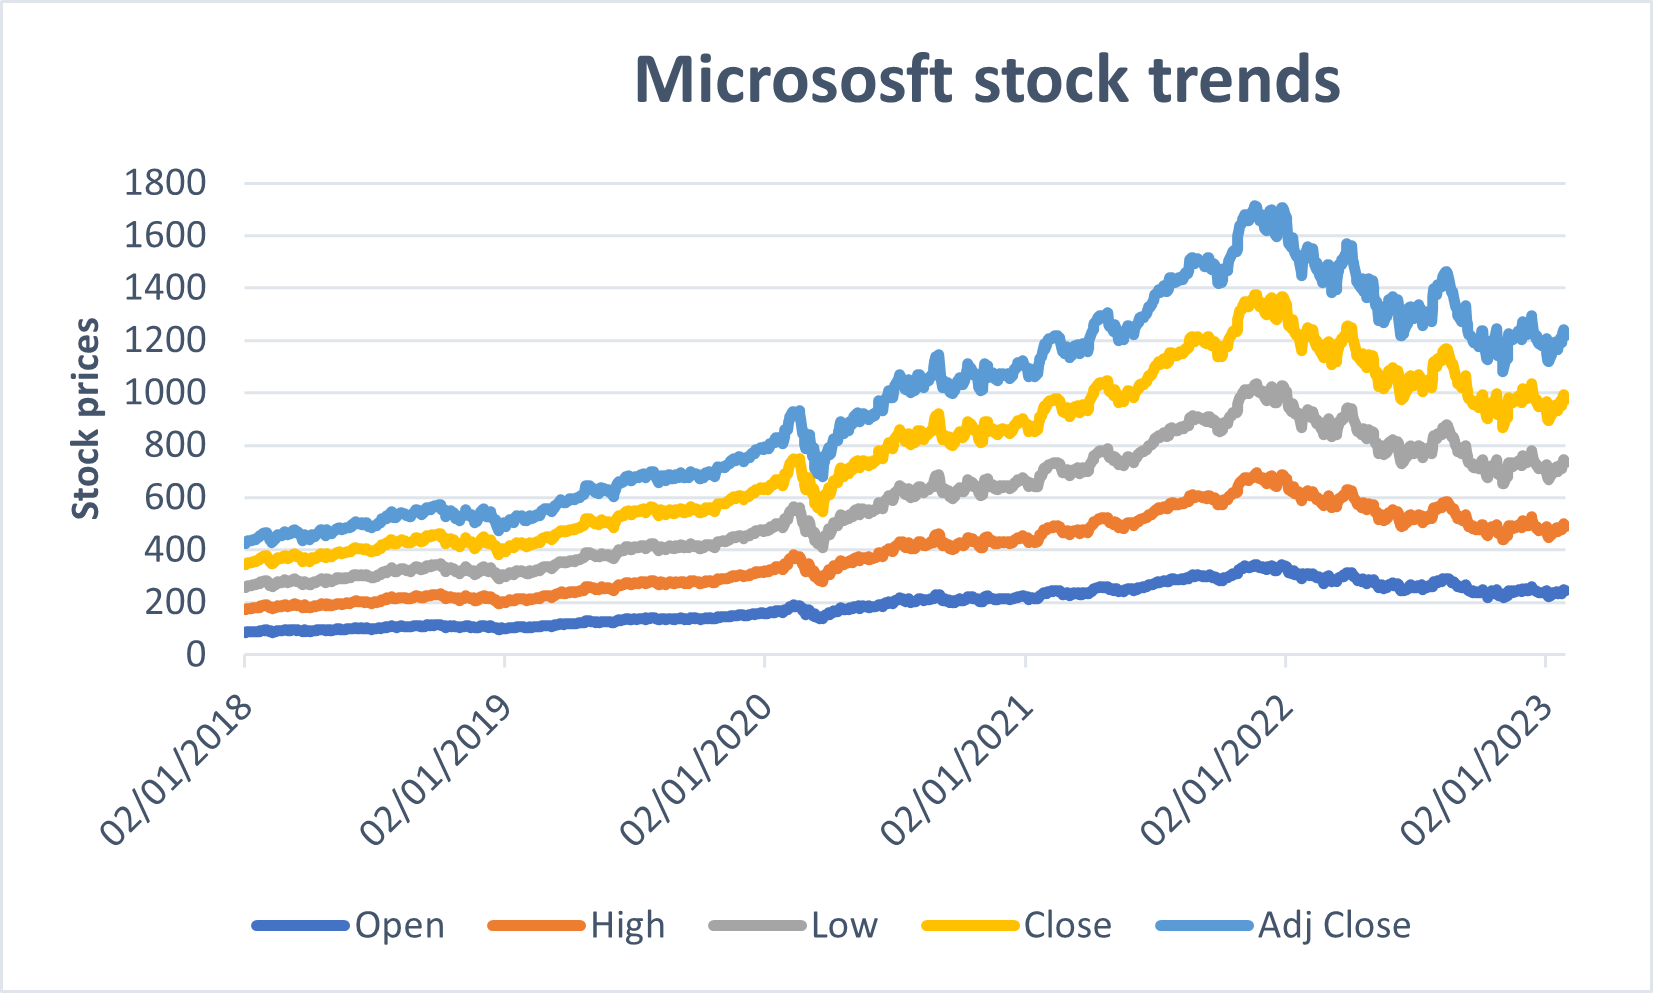 Micrososft stock trends
Stock prices
1800
1600
1400
1200
1000
800
600
400
200
0
02/01/2018
02/01/2019
02/01/2020
02/01/2021
02/01/2022
02/01/2023
Open
High
Low
Close
Adj Close